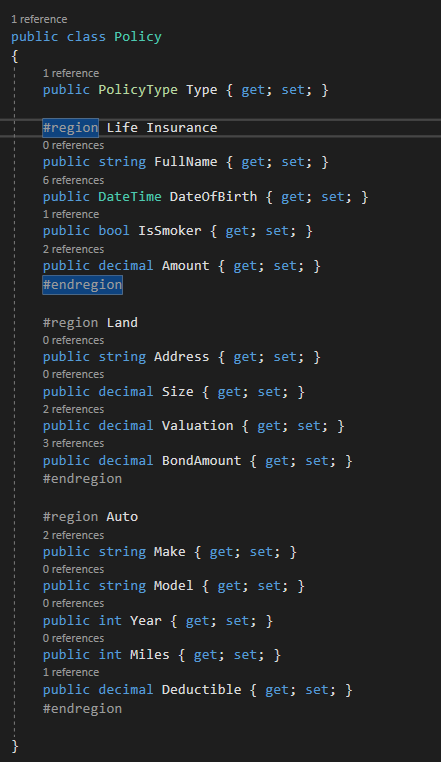 1 reference
public class Policy
{
1 reference
public PolicyType Type { get; set; }
#region Life Insurance
0 references
public string FullName { get; set; }
6 references
public DateTime DateOfBirth { get; set; }
1 reference
public bool IsSmoker { get; set; }
2 references
public decimal Amount { get; set; }
#endregion
#region Land
0 references
public string Address { get; set; }
0 references
public decimal Size { get; set; }
2 references
public decimal Valuation { get; set; }
3 references
public decimal BondAmount { get; set; }
#endregion
#region Auto
2 references
public string Make { get; set; }
0 references
public string Model { get; set; }
0 references
public int Year { get; set; }
0 references
public int Miles { get; set; }
1 reference
public decimal Deductible { get; set; }
#endregion
}